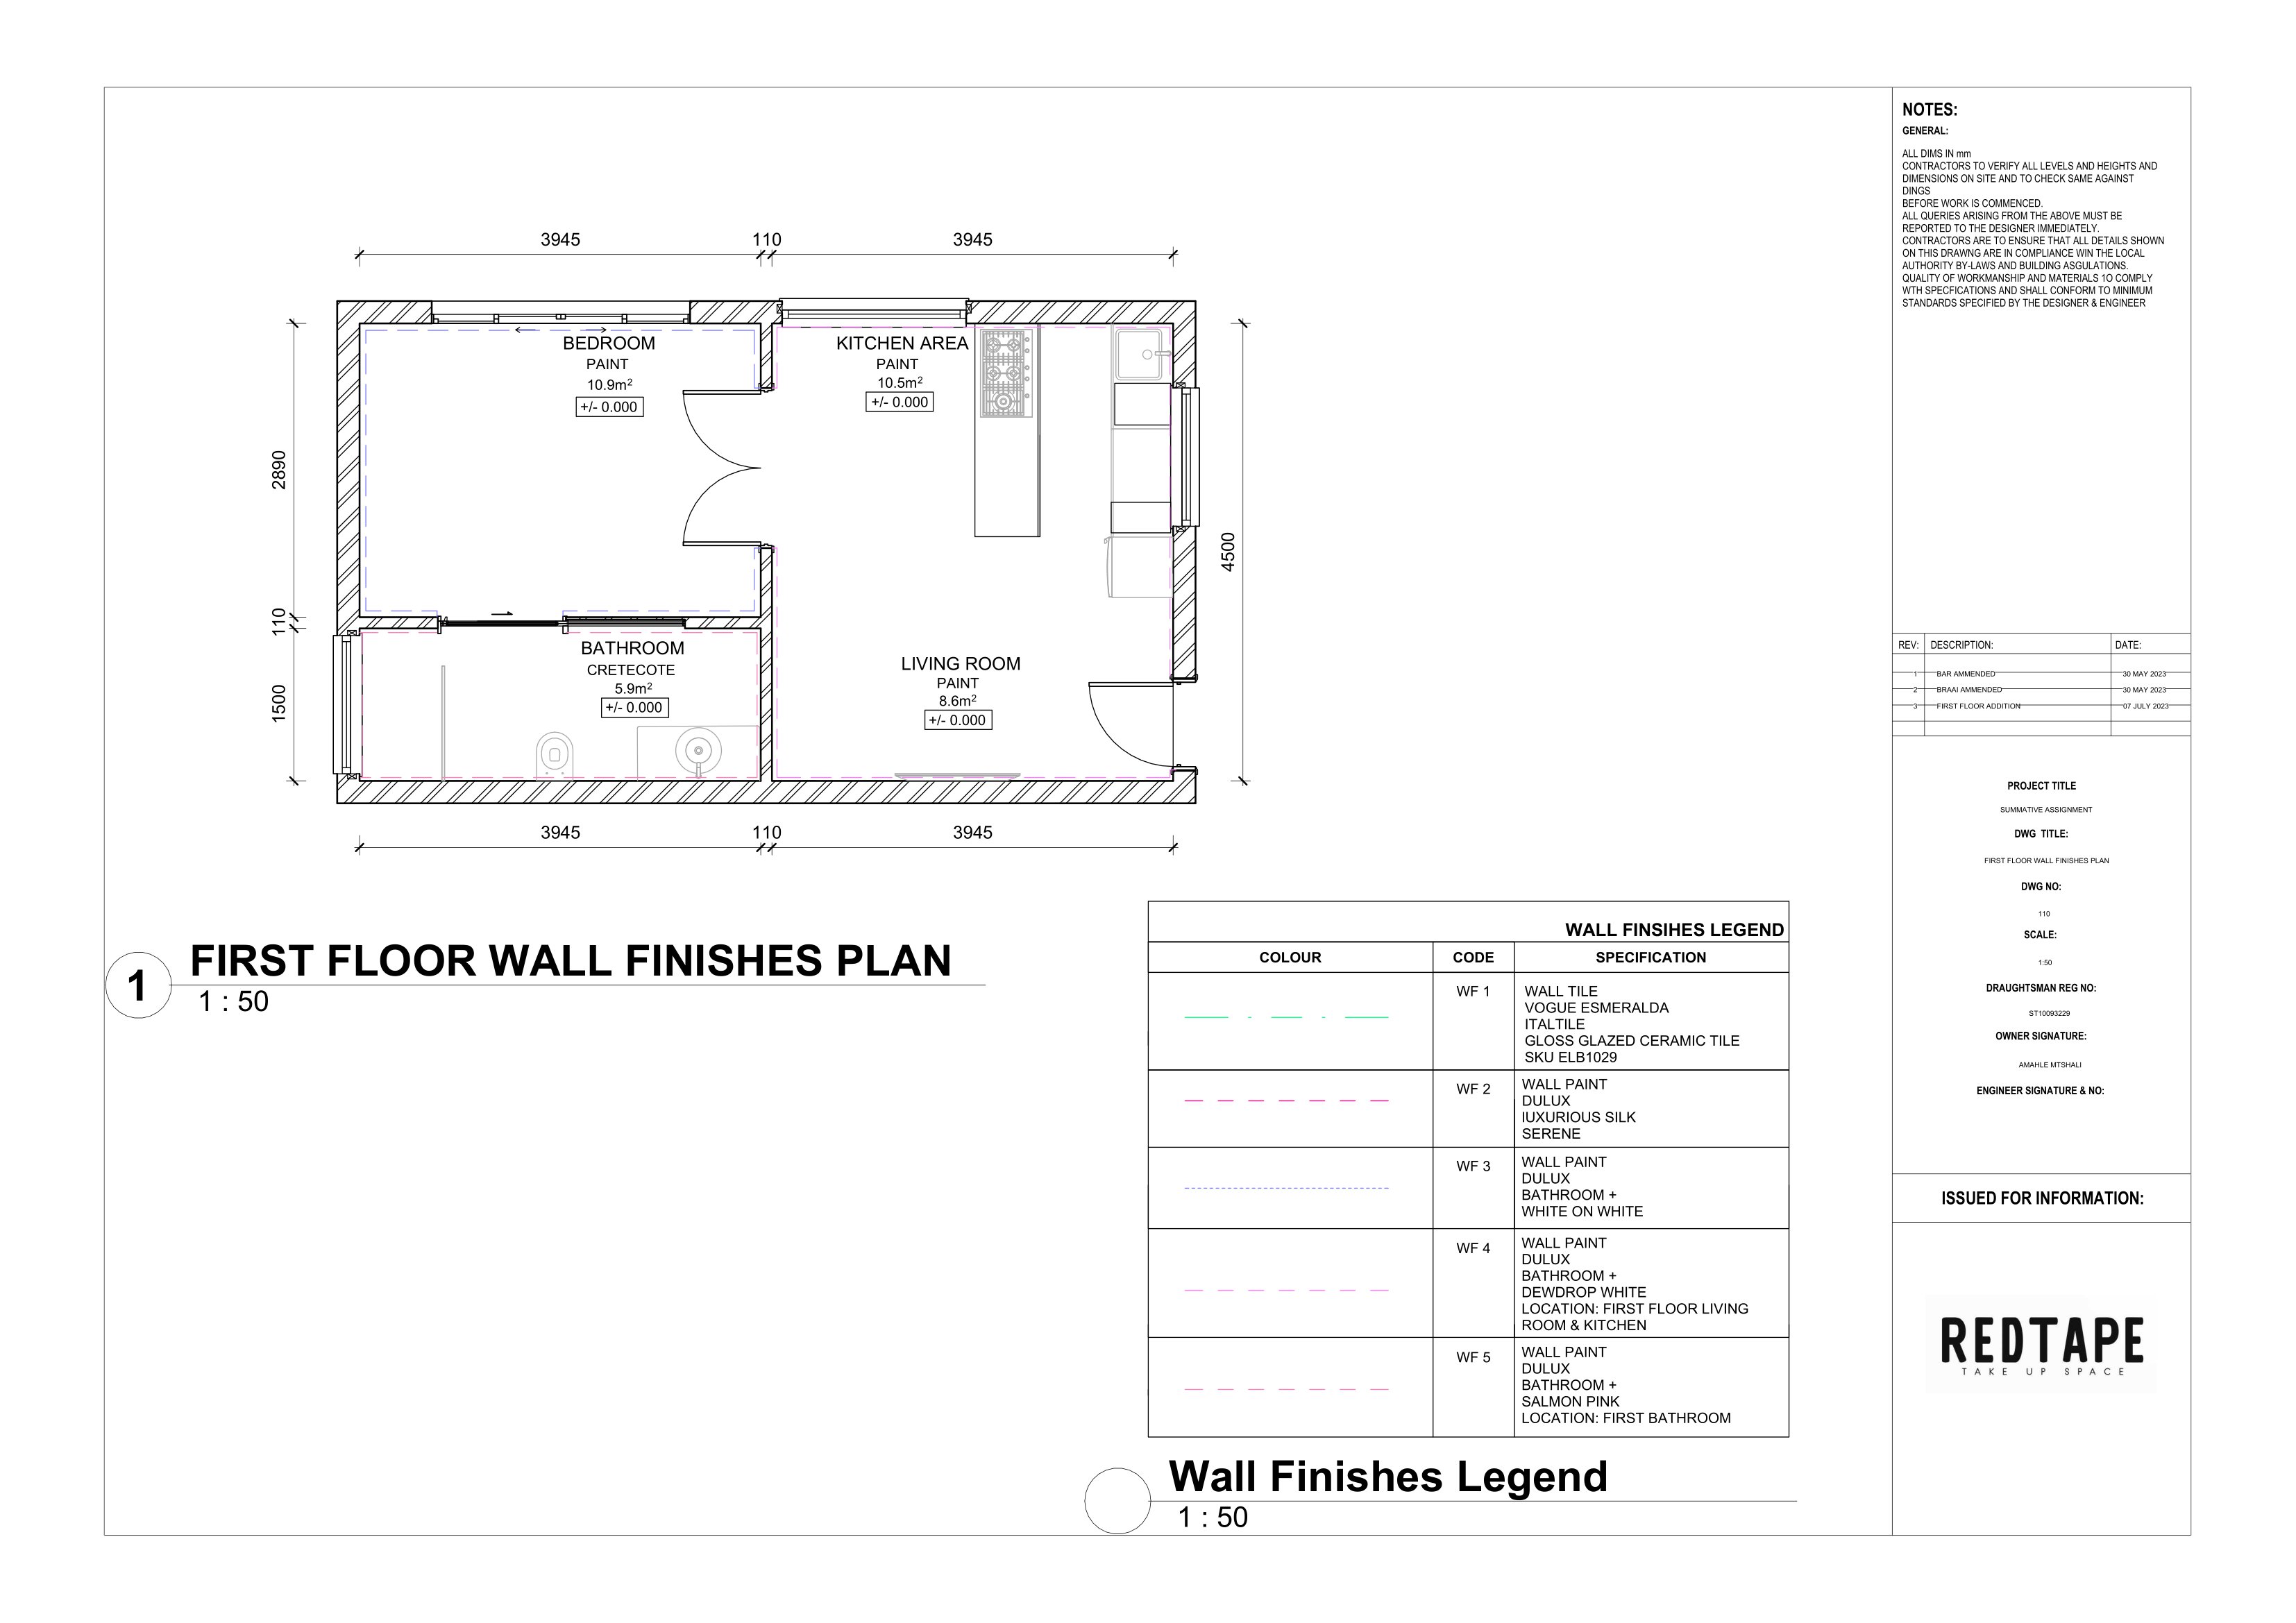 3945 110 3945
BEDROOM
PAINT
10.9m²
+/- 0.000
KITCHEN AREA
PAINT
10.5m²
+/- 0.000
2890
110
1500
4500
BATHROOM
CRETECOTE
5.9m²
+/- 0.000
LIVING ROOM
PAINT
8.6m²
+/- 0.000
3945 110 3945
1
FIRST FLOOR WALL FINISHES PLAN
1 : 50
WALL FINSIHES LEGEND
COLOUR CODE SPECIFICATION
WF 1
WALL TILE
VOGUE ESMERALDA
ITALTILE
GLOSS GLAZED CERAMIC TILE
SKU ELB1029
WF 2
WALL PAINT
DULUX
lUXURIOUS SILK
SERENE
WF 3
WALL PAINT
DULUX
BATHROOM +
WHITE ON WHITE
WF 4
WALL PAINT
DULUX
BATHROOM +
DEWDROP WHITE
LOCATION: FIRST FLOOR LIVING
ROOM & KITCHEN
WF 5
WALL PAINT
DULUX
BATHROOM +
SALMON PINK
LOCATION: FIRST BATHROOM
Wall Finishes Legend
1 : 50
NOTES:
GENERAL:
ALL DIMS IN mm
CONTRACTORS TO VERIFY ALL LEVELS AND HEIGHTS AND
DIMENSIONS ON SITE AND TO CHECK SAME AGAINST
DINGS
BEFORE WORK IS COMMENCED.
ALL QUERIES ARISING FROM THE ABOVE MUST BE
REPORTED TO THE DESIGNER IMMEDIATELY.
CONTRACTORS ARE TO ENSURE THAT ALL DETAILS SHOWN
ON THIS DRAWNG ARE IN COMPLIANCE WIN THE LOCAL
AUTHORITY BY-LAWS AND BUILDING ASGULATIONS.
QUALITY OF WORKMANSHIP AND MATERIALS 1O COMPLY
WTH SPECFICATIONS AND SHALL CONFORM TO MINIMUM
STANDARDS SPECIFIED BY THE DESIGNER & ENGINEER
REV: DESCRIPTION: DATE:
1 BAR AMMENDED 30 MAY 2023
2 BRAAI AMMENDED 30 MAY 2023
3 FIRST FLOOR ADDITION 07 JULY 2023
PROJECT TITLE
SUMMATIVE ASSIGNMENT
DWG TITLE:
FIRST FLOOR WALL FINISHES PLAN
DWG NO:
110
SCALE:
1:50
DRAUGHTSMAN REG NO:
ST10093229
OWNER SIGNATURE:
AMAHLE MTSHALI
ENGINEER SIGNATURE & NO:
ISSUED FOR INFORMATION:
REDTAPE
TAKE UP SPACE